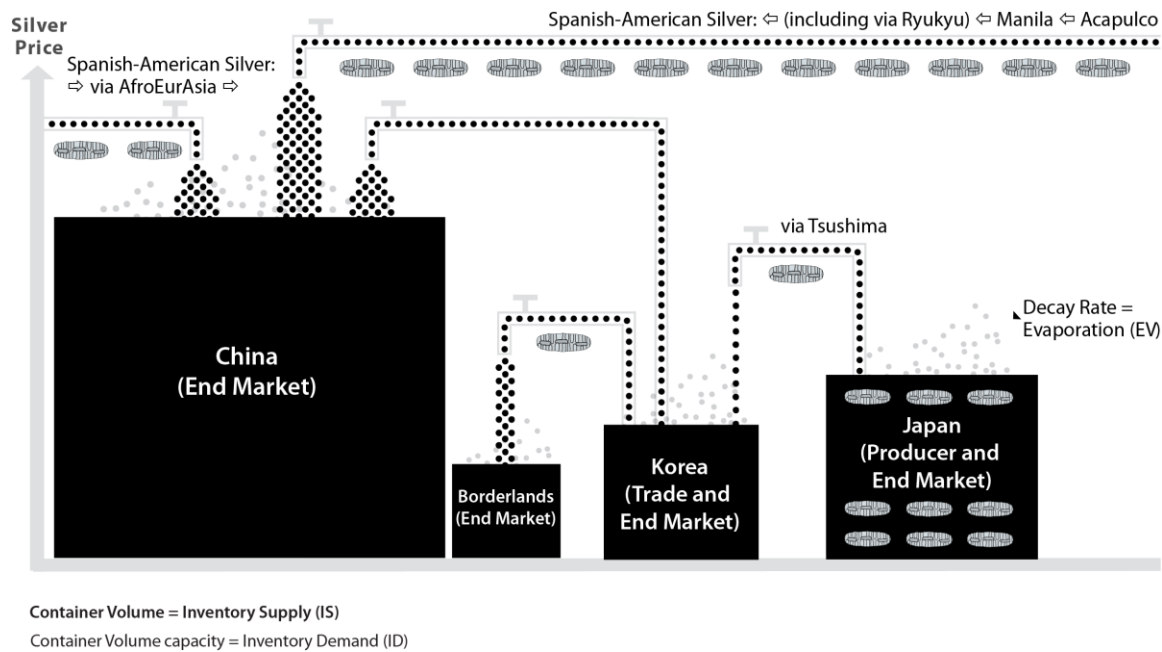 Silver
Price
Spanish-American Silver: ⇦ (including via Ryukyu) ⇦ Manila ⇦ Acapulco
Spanish-American Silver:
⇨ via AfroEurAsia ⇨
via Tsushima
Decay Rate =
Evaporation (EV)
China
(End Market)
Borderlands
(End Market)
Korea
(Trade and
End Market)
Japan
(Producer and
End Market)
Container Volume = Inventory Supply (IS)
Container Volume capacity = Inventory Demand (ID)